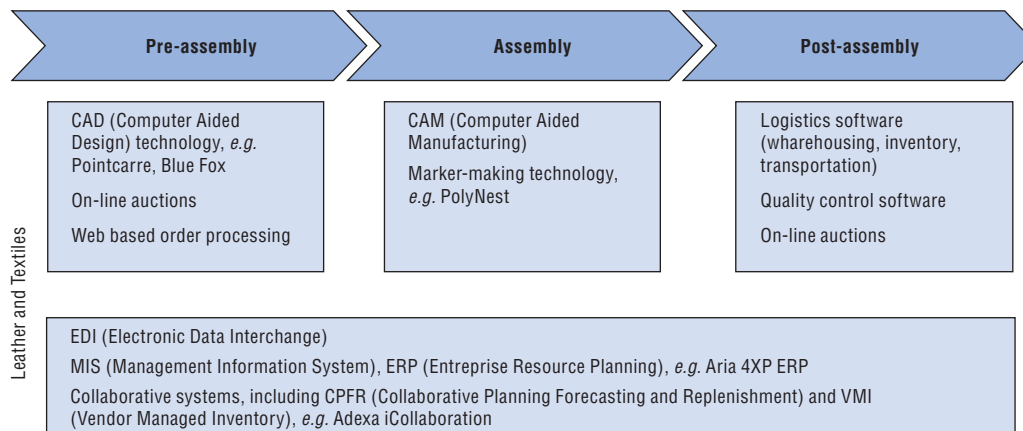 Pre-assembly
Assembly
Post-assembly
CAD (Computer Aided
Design) technology, e.g.
Pointcarre, Blue Fox
On-line auctions
Web based order processing
CAM (Computer Aided
Manufacturing)
Marker-making technology,
e.g. PolyNest
Logistics software
(wharehousing, inventory,
transportation)
Quality control software
On-line auctions
Leather and Textiles
EDI (Electronic Data Interchange)
MIS (Management Information System), ERP (Entreprise Resource Planning), e.g. Aria 4XP ERP
Collaborative systems, including CPFR (Collaborative Planning Forecasting and Replenishment) and VMI
(Vendor Managed Inventory), e.g. Adexa iCollaboration